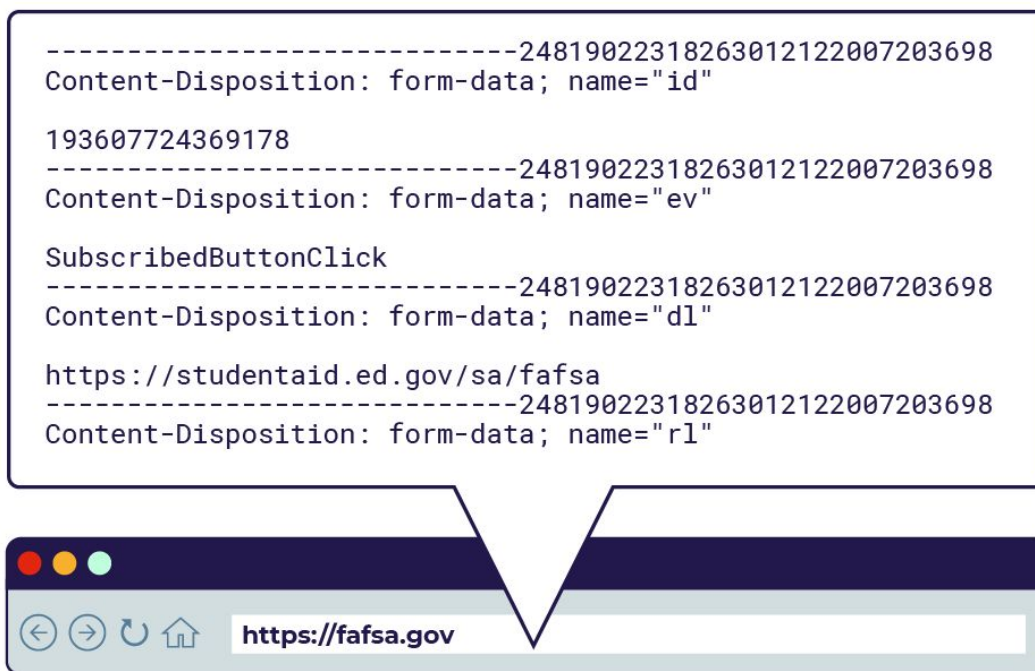 -----------------------------248190223182630121220072036​98
Content-Disposition: form-data; name="id"
193607724369178
-----------------------------24819022318263012122007203698
Content-Disposition: form-data; name="ev"
SubscribedButtonClick
-----------------------------24819022318263012122007203698
Content-Disposition: form-data; name="dl"
https://studentaid.ed.gov/sa/fafsa
-----------------------------24819022318263012122007203698
Content-Disposition: form-data; name="rl"
https://fafsa.gov